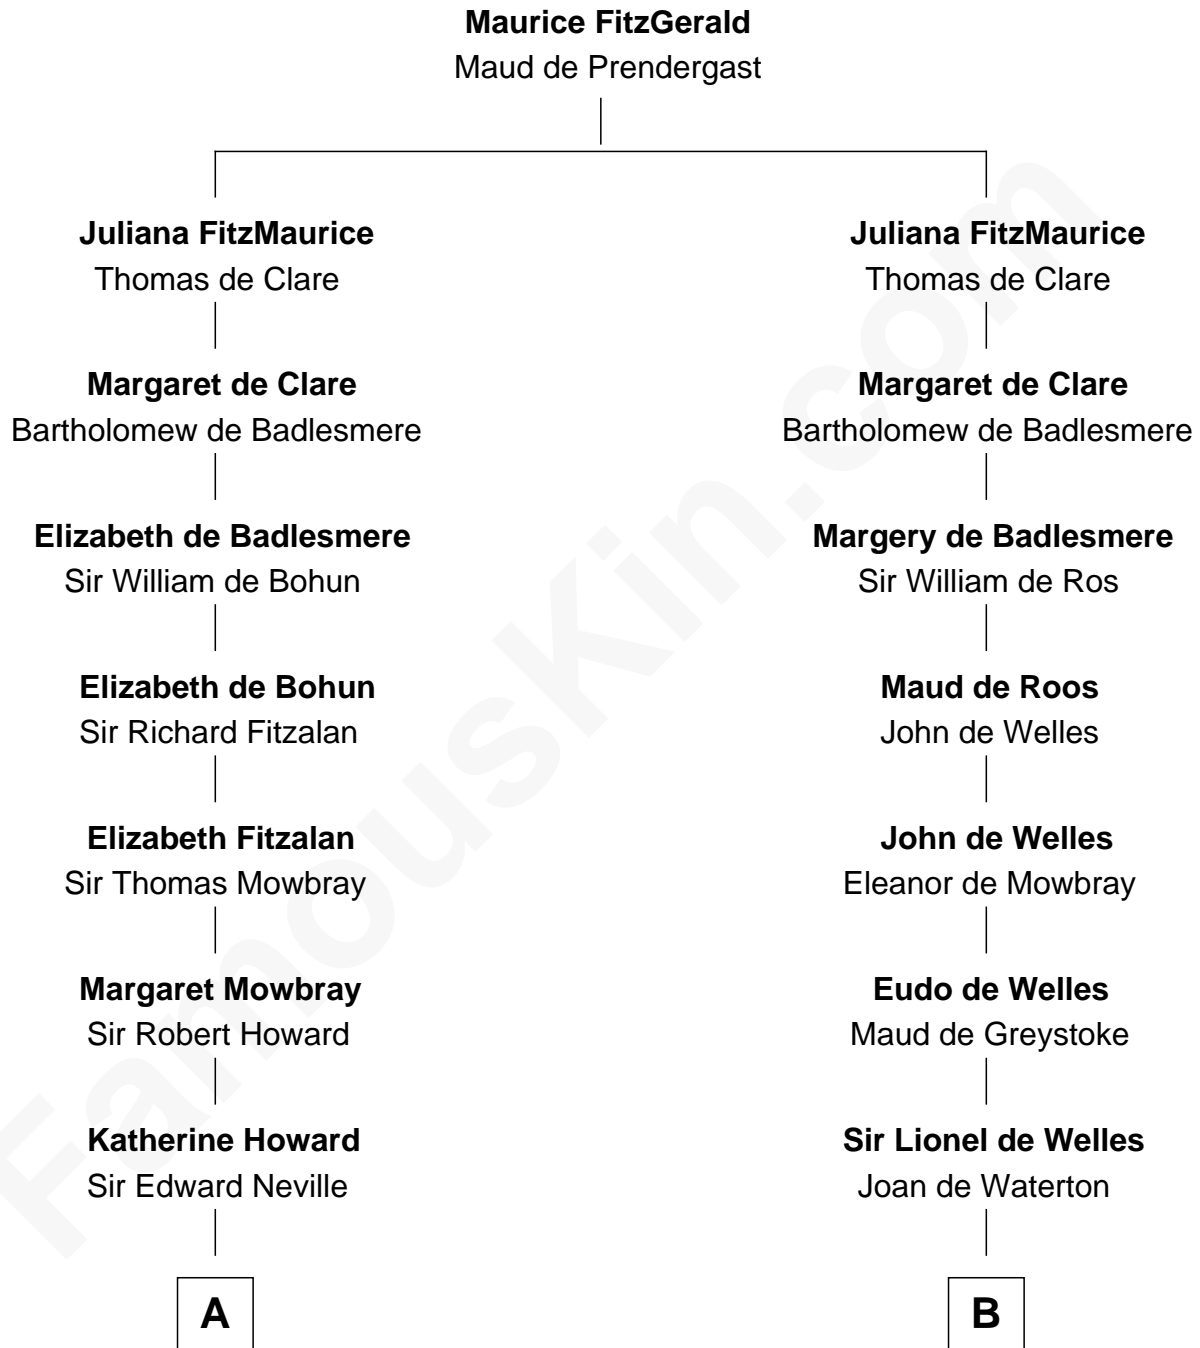 Maurice FitzGerald
Maud de Prendergast
Juliana FitzMaurice
Thomas de Clare
Margaret de Clare
Bartholomew de Badlesmere
Elizabeth de Badlesmere
Sir William de Bohun
Elizabeth de Bohun
Sir Richard Fitzalan
Elizabeth Fitzalan
Sir Thomas Mowbray
Margaret Mowbray
Sir Robert Howard
Katherine Howard
Sir Edward Neville
A
Juliana FitzMaurice
Thomas de Clare
Margaret de Clare
Bartholomew de Badlesmere
Margery de Badlesmere
Sir William de Ros
Maud de Roos
John de Welles
John de Welles
Eleanor de Mowbray
Eudo de Welles
Maud de Greystoke
Sir Lionel de Welles
Joan de Waterton
B
FamousKin.com